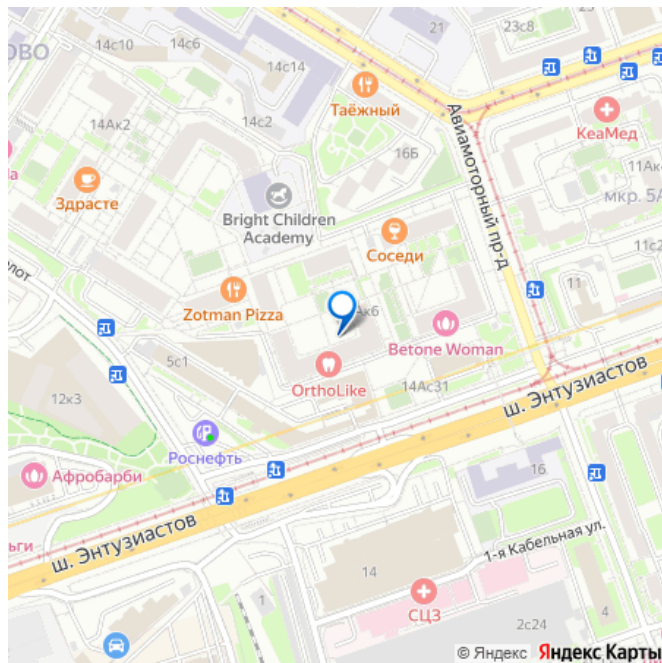 21
23с8
ОВО
14с10
14с6
14с14
Таёжный
КеаМед
14Ак2
14с2
16Б
Авиамоторный пр-д
11Ак
мкр. 5А
Здрасте
Bright Children
Academy
Соседи
11с2
Zotman Pizza
Ак6
11
5с1
Betone Woman
OrthoLike
14Ас31
12к3
ш. Энтузиастов
Роснефть
Афробарби
16
ьги
ш. Энтузиастов
1-я Кабельная ул.
14
1
СЦЗ
2с24
4
© Яндекс Яндекс Карты